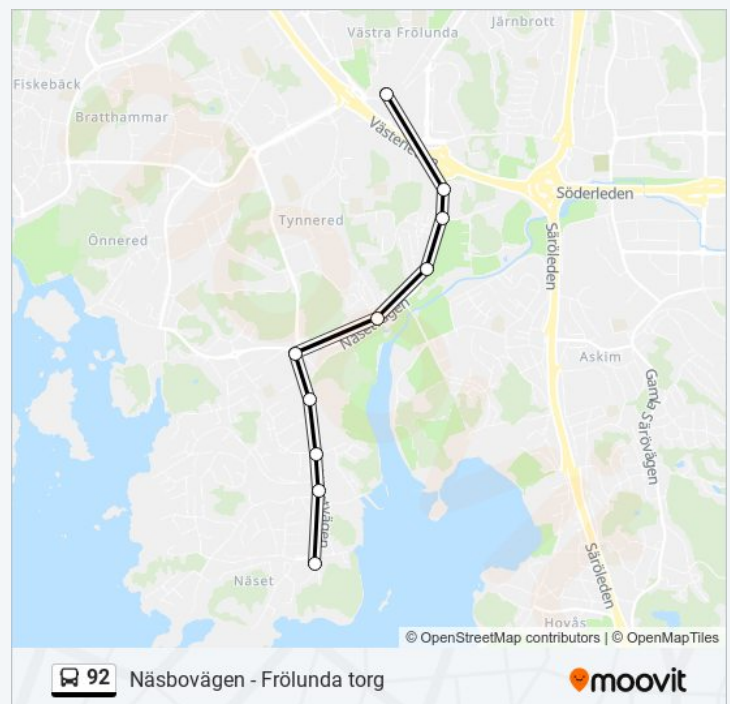 Järnbrott
Västra Frölunda
Fiskebäck
Bratthammar
Västerleden
Söderleden
Tynnered
Önnered
Säröleden
Näsetvägen
Askim
Gamla Särövägen
Säröleden
Näset
Hovås
© OpenStreetMap contributors | © OpenMapTiles
92 Näsbovägen - Frölunda torg
moovit